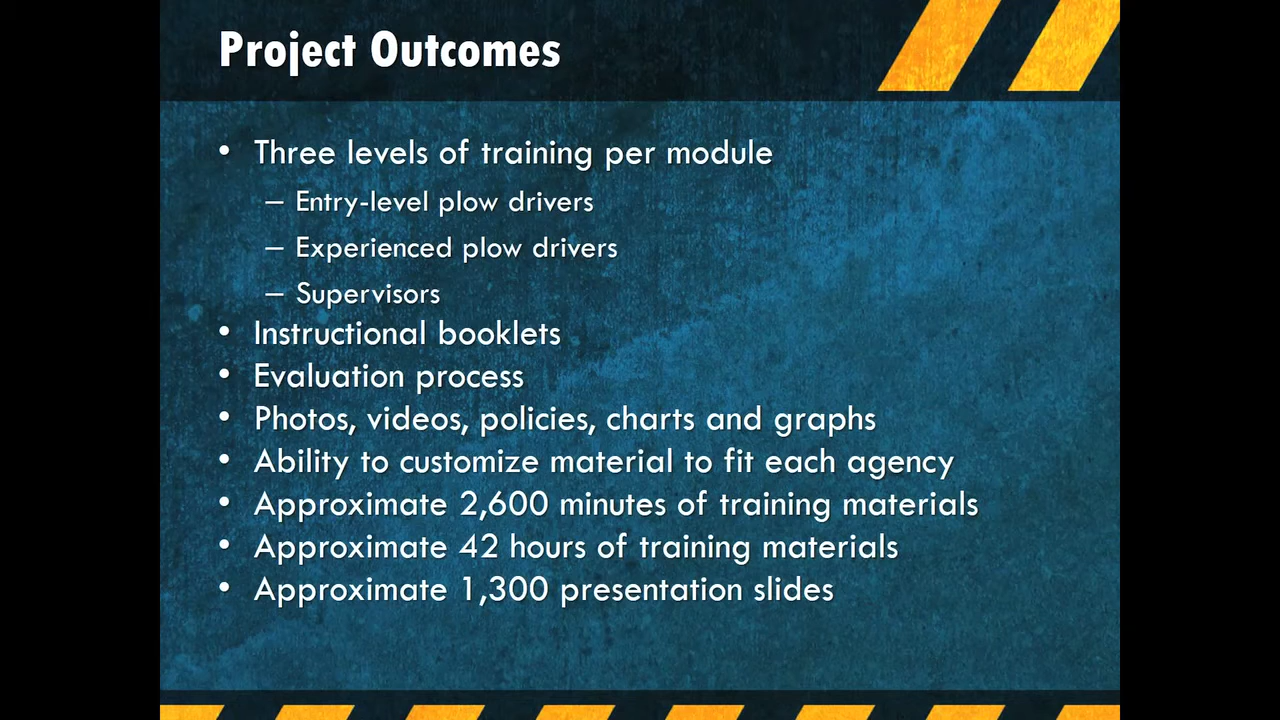 Project Outcomes
• Three levels of training per module
– Entry-level plow drivers
– Experienced plow drivers
– Supervisors
• Instructional booklets
• Evaluation process
• Photos, videos, policies, charts and graphs
• Ability to customize material to fit each agency
• Approximate 2,600 minutes of training materials
• Approximate 42 hours of training materials
• Approximate 1,300 presentation slides